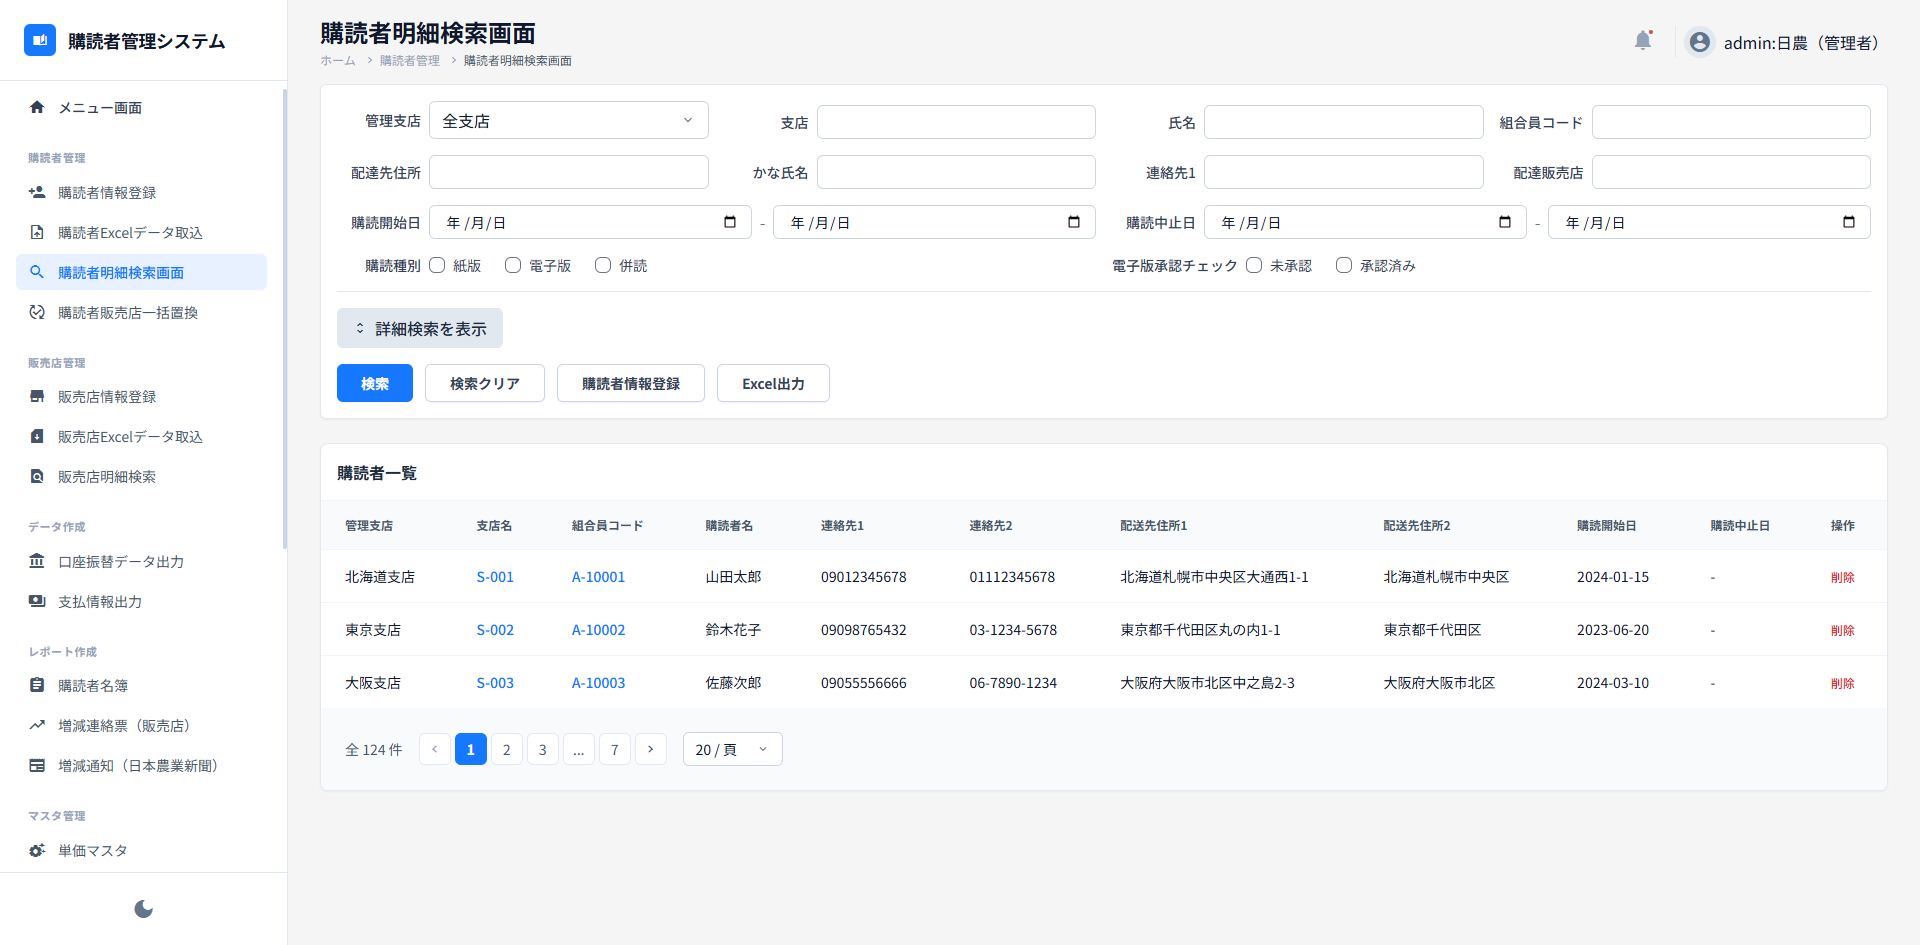 購読者管理システム
メニュー画面
購読者管理
購読者情報登録
購読者Excelデータ取込
購読者明細検索画面
購読者販売店一括置換
販売店管理
販売店情報登録
販売店Excelデータ取込
販売店明細検索
データ作成
口座振替データ出力
支払情報出力
レポート作成
購読者名簿
増減連絡票（販売店）
増減通知（日本農業新聞）
マスタ管理
単価マスタ
購読者明細検索画面
ホーム > 購読者管理 > 購読者明細検索画面
admin:日農（管理者）
管理支店 全支店 支店 氏名 組合員コード
配達先住所 かな氏名 連絡先1 配達販売店
購読開始日 年 /月/日 - 年 /月/日 購読中止日 年 /月/日 - 年 /月/日
購読種別 紙版 電子版 併読 電子版承認チェック 未承認 承認済み
詳細検索を表示
検索 検索クリア 購読者情報登録 Excel出力
購読者一覧
管理支店 支店名 組合員コード 購読者名 連絡先1 連絡先2 配送先住所1 配送先住所2 購読開始日 購読中止日 操作
北海道支店 S-001 A-10001 山田太郎 09012345678 01112345678 北海道札幌市中央区大通西1-1 北海道札幌市中央区 2024-01-15 - 削除
東京支店 S-002 A-10002 鈴木花子 09098765432 03-1234-5678 東京都千代田区丸の内1-1 東京都千代田区 2023-06-20 - 削除
大阪支店 S-003 A-10003 佐藤次郎 09055556666 06-7890-1234 大阪府大阪市北区中之島2-3 大阪府大阪市北区 2024-03-10 - 削除
全 124 件 < 1 2 3 ... 7 > 20 / 頁